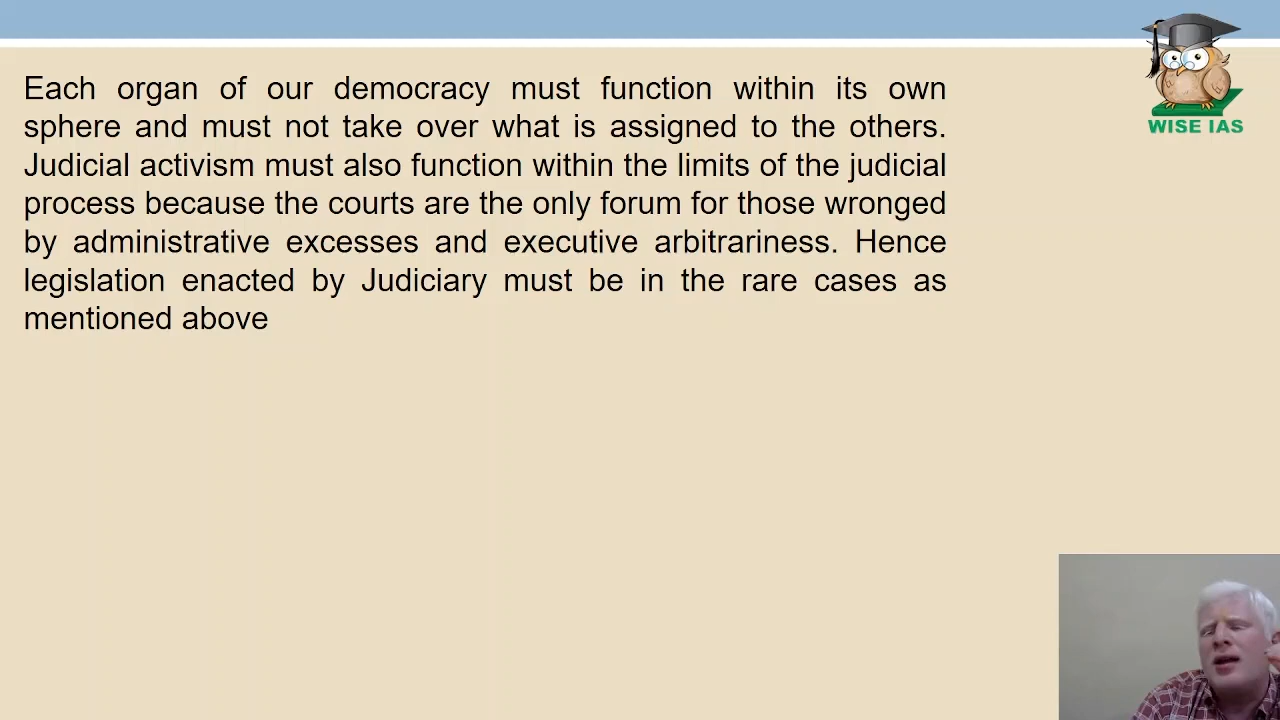 Each organ of our democracy must function within its own
sphere and must not take over what is assigned to the others.
Judicial activism must also function within the limits of the judicial
process because the courts are the only forum for those wronged
by administrative excesses and executive arbitrariness. Hence
legislation enacted by Judiciary must be in the rare cases as
mentioned above
WISE IAS